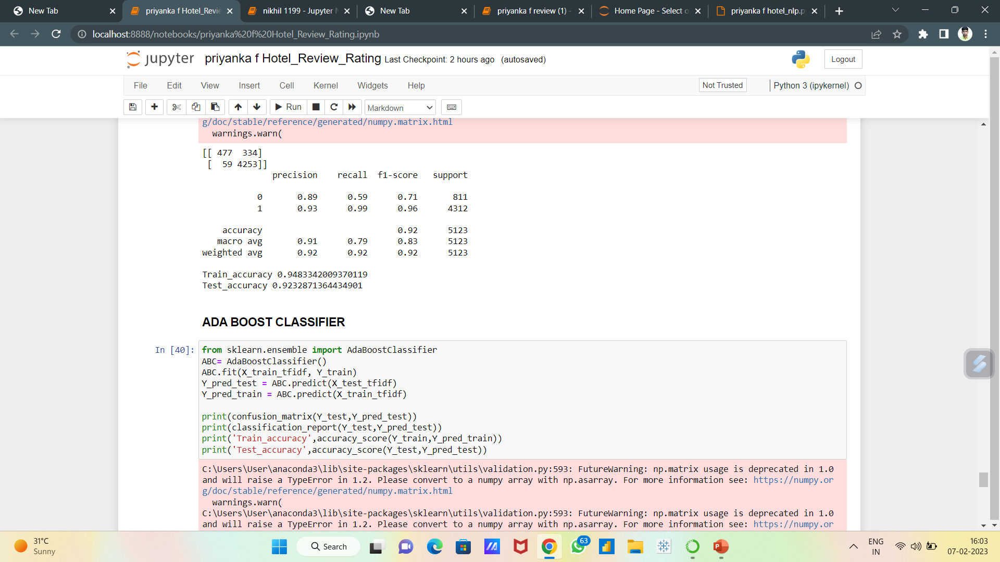 New Tab
priyanka f Hotel_Revie
nikhil 1199 - Jupyter N
New Tab
priyanka f review (1) -
Home Page - Select o
priyanka f hotel_nlp.p
localhost:8888/notebooks/priyanka%20f%20Hotel_Review_Rating.ipynb
jupyter priyanka f Hotel_Review_Rating Last Checkpoint: 2 hours ago (autosaved)
Logout
File Edit View Insert Cell Kernel Widgets Help
Not Trusted
Python 3 (ipykernel)
Run
Markdown
g/doc/stable/reference/generated/numpy.matrix.html
  warnings.warn(
[[ 477  334]
 [  59 4253]]
              precision    recall  f1-score   support
           0       0.89      0.59      0.71       811
           1       0.93      0.99      0.96      4312
    accuracy                           0.92      5123
   macro avg       0.91      0.79      0.83      5123
weighted avg       0.92      0.92      0.92      5123
Train_accuracy 0.9483342009370119
Test_accuracy 0.9232871364434901
ADA BOOST CLASSIFIER
In [40]:
from sklearn.ensemble import AdaBoostClassifier
ABC= AdaBoostClassifier()
ABC.fit(X_train_tfidf, Y_train)
Y_pred_test = ABC.predict(X_test_tfidf)
Y_pred_train = ABC.predict(X_train_tfidf)
print(confusion_matrix(Y_test,Y_pred_test))
print(classification_report(Y_test,Y_pred_test))
print('Train_accuracy',accuracy_score(Y_train,Y_pred_train))
print('Test_accuracy',accuracy_score(Y_test,Y_pred_test))
C:\Users\User\anaconda3\lib\site-packages\sklearn\utils\validation.py:593: FutureWarning: np.matrix usage is deprecated in 1.0
and will raise a TypeError in 1.2. Please convert to a numpy array with np.asarray. For more information see: https://numpy.or
g/doc/stable/reference/generated/numpy.matrix.html
  warnings.warn(
C:\Users\User\anaconda3\lib\site-packages\sklearn\utils\validation.py:593: FutureWarning: np.matrix usage is deprecated in 1.0
and will raise a TypeError in 1.2. Please convert to a numpy array with np.asarray. For more information see: https://numpy.or
31°C
Sunny
Search
63
P
ENG
IN
16:03
07-02-2023